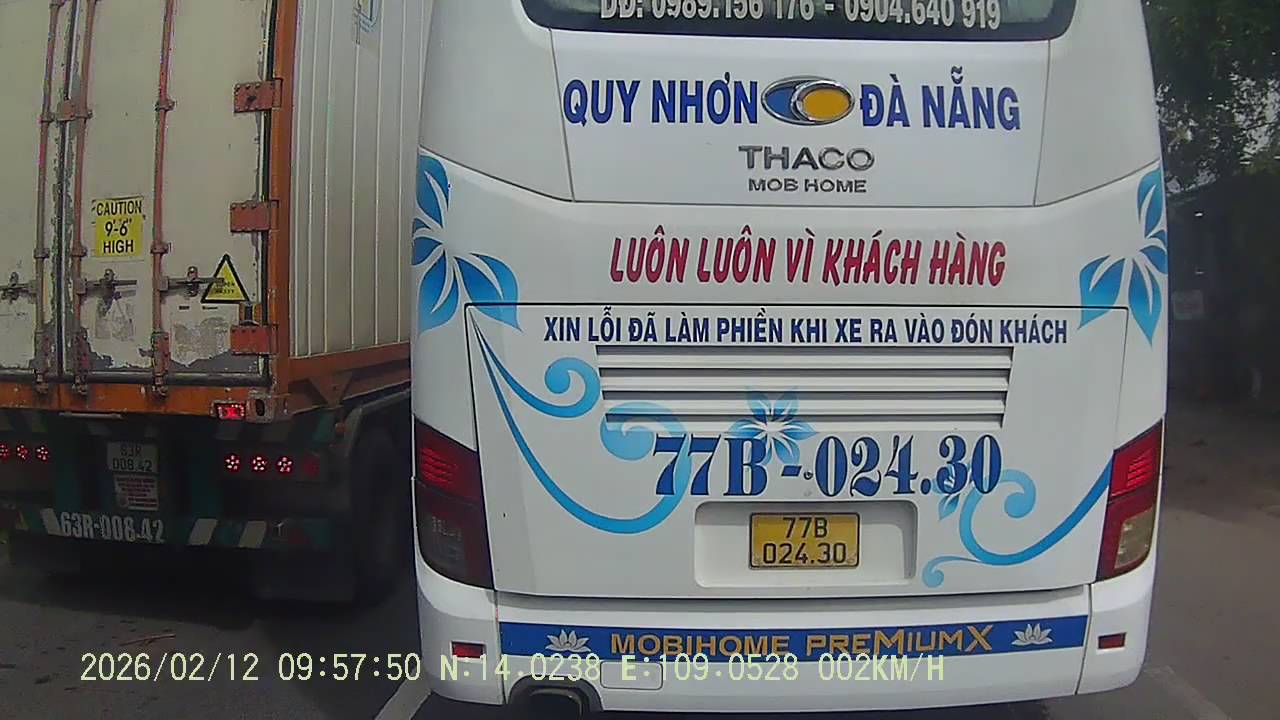 DĐ: 0989.156 176 - 0904.640 919
QUY NHƠN ĐÀ NẴNG
THACO
MOB HOME
LUÔN LUÔN VÌ KHÁCH HÀNG
XIN LỖI ĐÃ LÀM PHIỀN KHI XE RA VÀO ĐÓN KHÁCH
77B-024.30
77B
024.30
MOBIHOME PREMIUMX
CAUTION
9'-6"
HIGH
63R
008.42
63R-008.42
2026/02/12 09:57:50 N:14.0238 E:109.0528 002KM/H